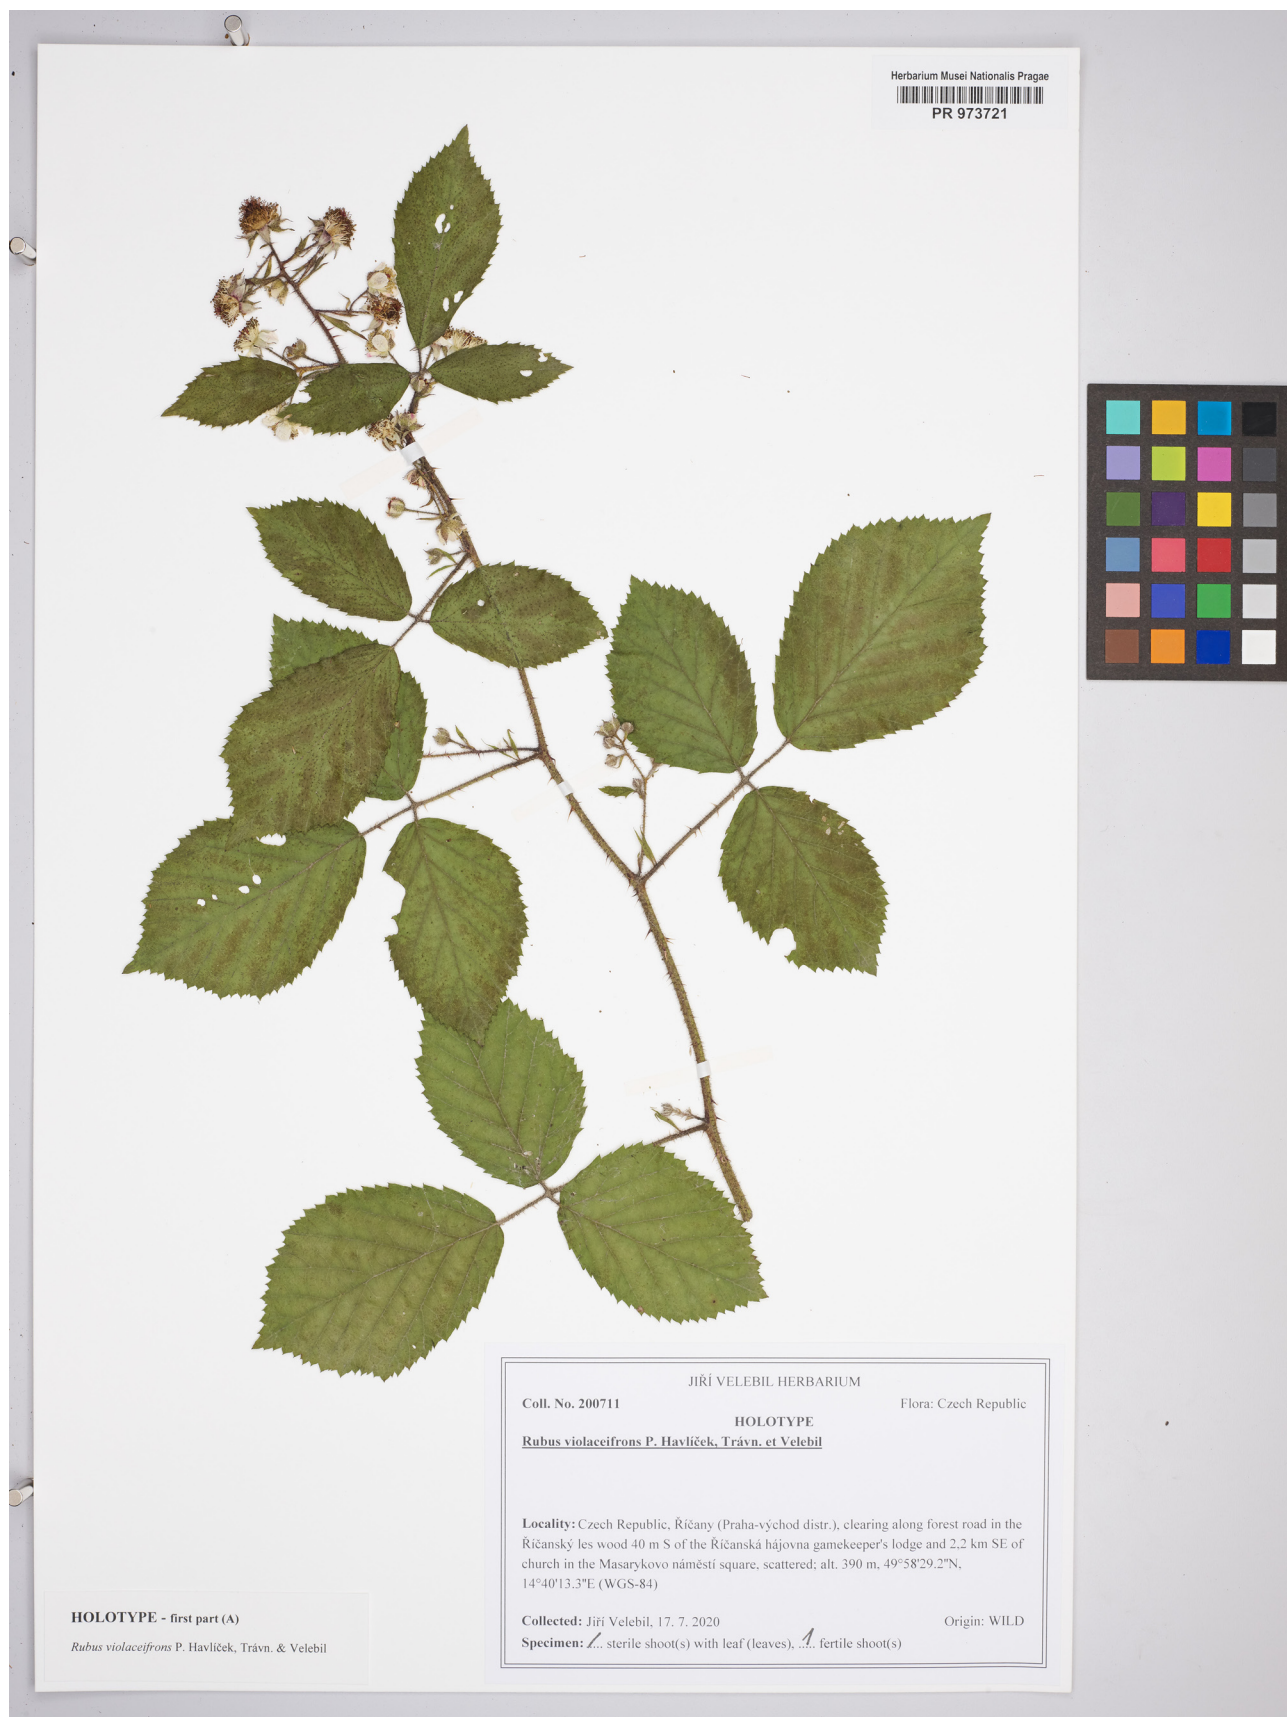 Herbarium Musei Nationalis Pragae
PR 973721
JIŘÍ VELEBIL HERBARIUM
Coll. No. 200711 Flora: Czech Republic
HOLOTYPE
Rubus violaceifrons P. Havlíček, Trávn. et Velebil
Locality: Czech Republic, Říčany (Praha-východ distr.), clearing along forest road in the
Říčanský les wood 40 m S of the Říčanská hájovna gamekeeper's lodge and 2,2 km SE of
church in the Masarykovo náměstí square, scattered; alt. 390 m, 49°58'29.2"N,
14°40'13.3"E (WGS-84)
Collected: Jiří Velebil, 17. 7. 2020 Origin: WILD
Specimen: 1... sterile shoot(s) with leaf (leaves), ..1.. fertile shoot(s)
HOLOTYPE - first part (A)
Rubus violaceifrons P. Havlíček, Trávn. & Velebil